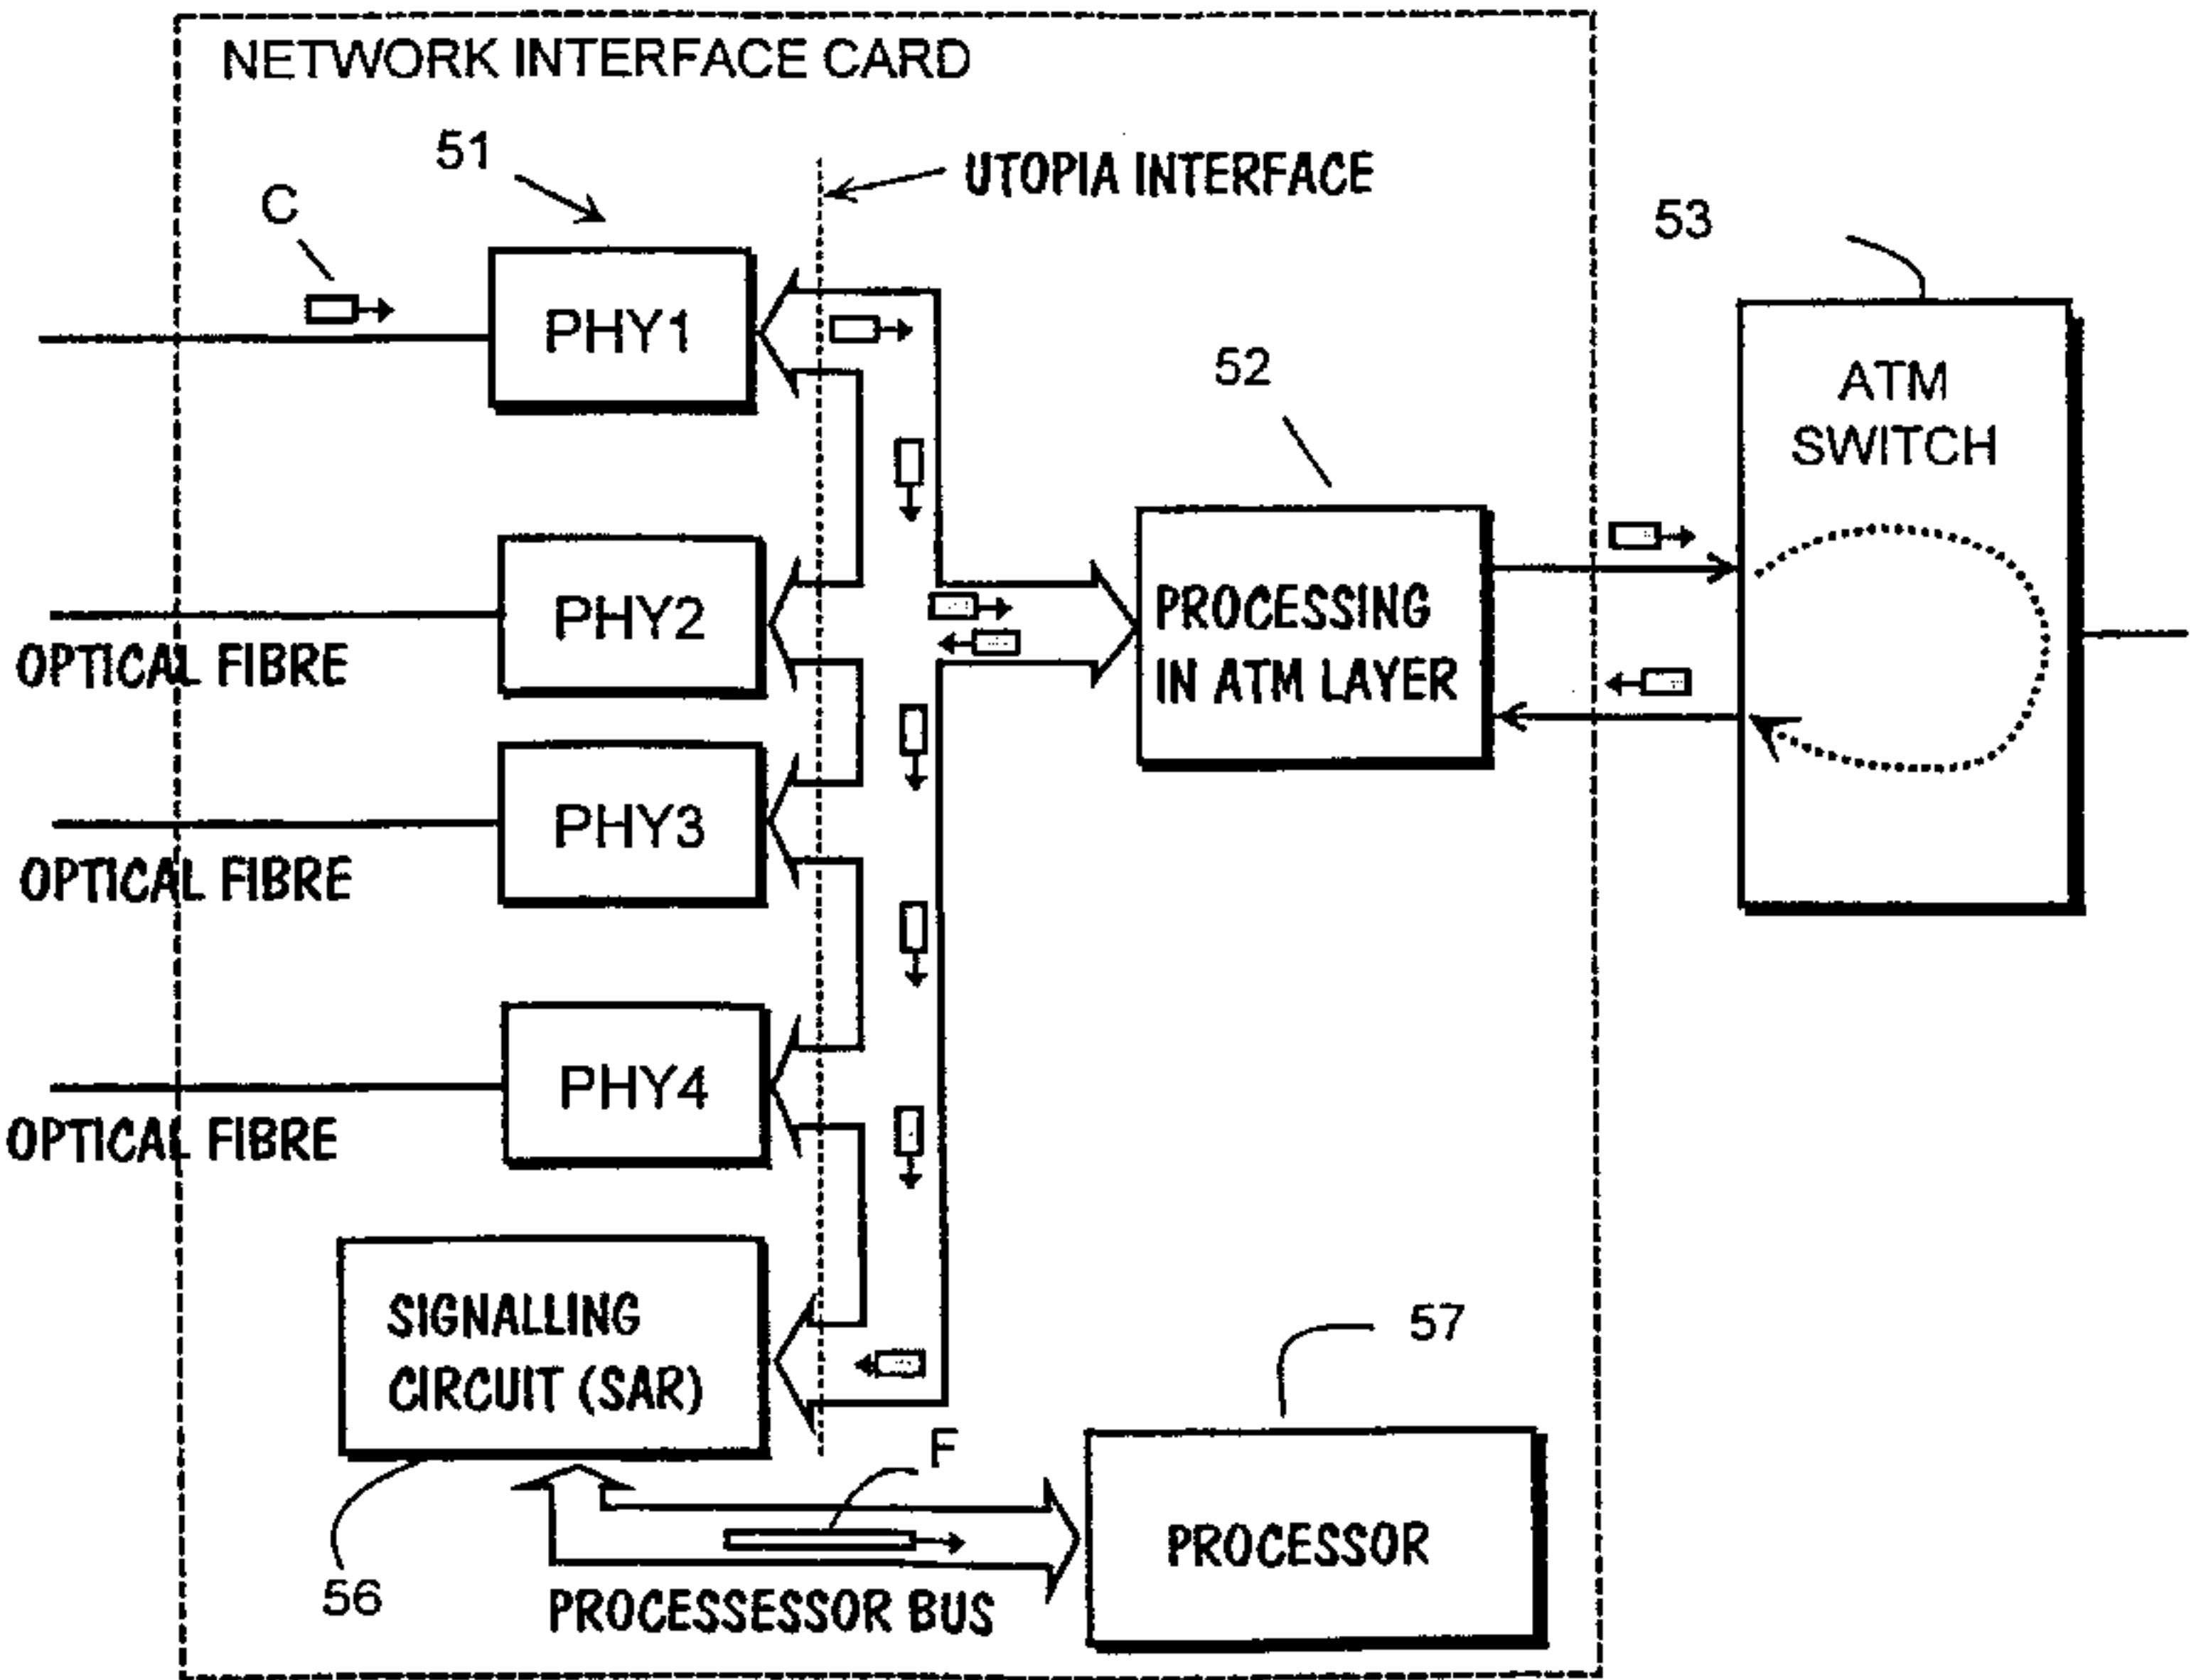 NETWORK INTERFACE CARD
51
UTOPIA INTERFACE
C
53
PHY1
52
ATM
SWITCH
PHY2
OPTICAL FIBRE
PROCESSING
IN ATM LAYER
PHY3
OPTICAL FIBRE
PHY4
OPTICAL FIBRE
SIGNALLING
CIRCUIT (SAR)
57
F
PROCESSOR
56
PROCESSESSOR BUS